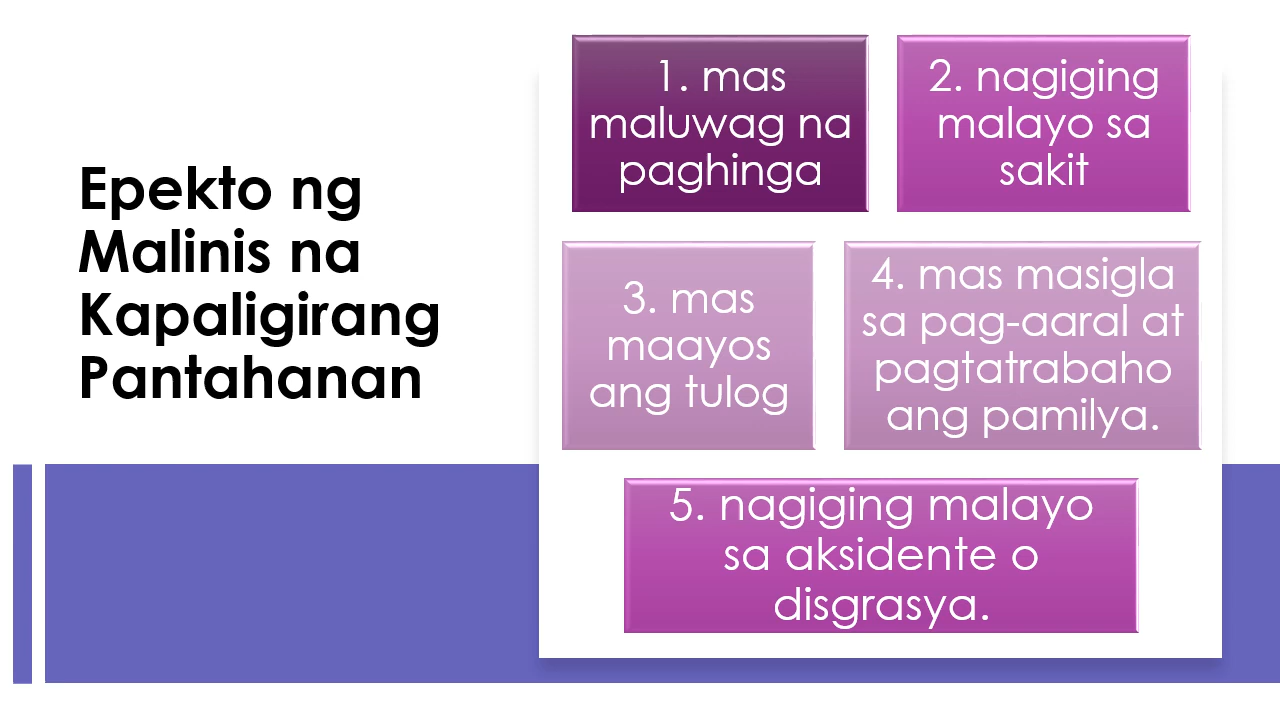 Epekto ng
Malinis na
Kapaligirang
Pantahanan
1. mas
maluwag na
paghinga
2. nagiging
malayo sa
sakit
3. mas
maayos
ang tulog
4. mas masigla
sa pag-aaral at
pagtatrabaho
ang pamilya.
5. nagiging malayo
sa aksidente o
disgrasya.